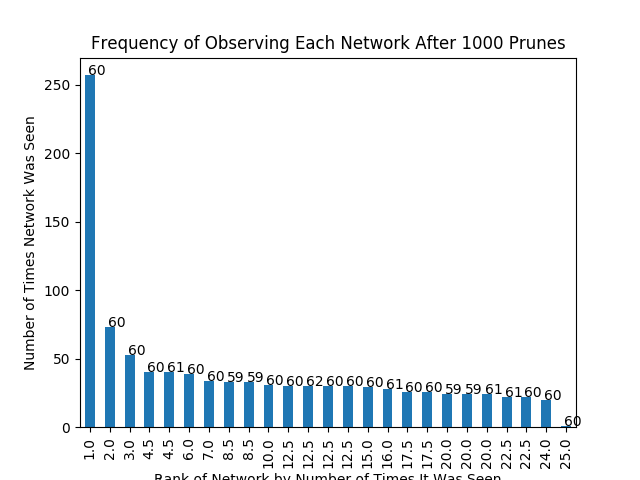 Frequency of Observing Each Network After 1000 Prunes
Number of Times Network Was Seen
250
200
150
100
50
0
60
60
60
60 61 60 60 59 59 60 60 62 60 60 60 61 60 60 59 59 61 61 60 60 60
1.0 2.0 3.0 4.5 4.5 6.0 7.0 8.5 8.5 10.0 12.5 12.5 12.5 12.5 15.0 16.0 17.5 17.5 20.0 20.0 20.0 22.5 22.5 24.0 25.0
Rank of Network by Number of Times It Was Seen